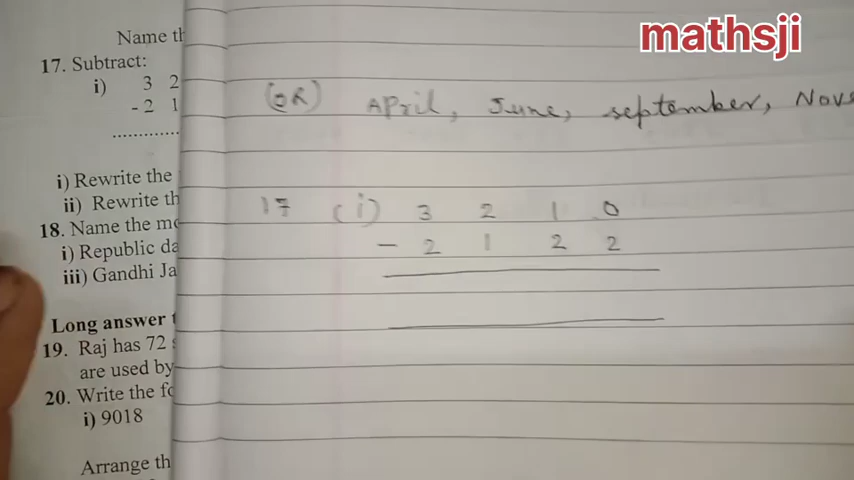 mathsji
Name th
17. Subtract:
i) 3 2
- 2 1
..............
i) Rewrite the
ii) Rewrite th
18. Name the mo
i) Republic da
iii) Gandhi Ja
Long answer t
19. Raj has 72 s
are used by
20. Write the fo
i) 9018
Arrange th
(OR) April, June, september, Nove
17 (i) 3 2 1 0
- 2 1 2 2